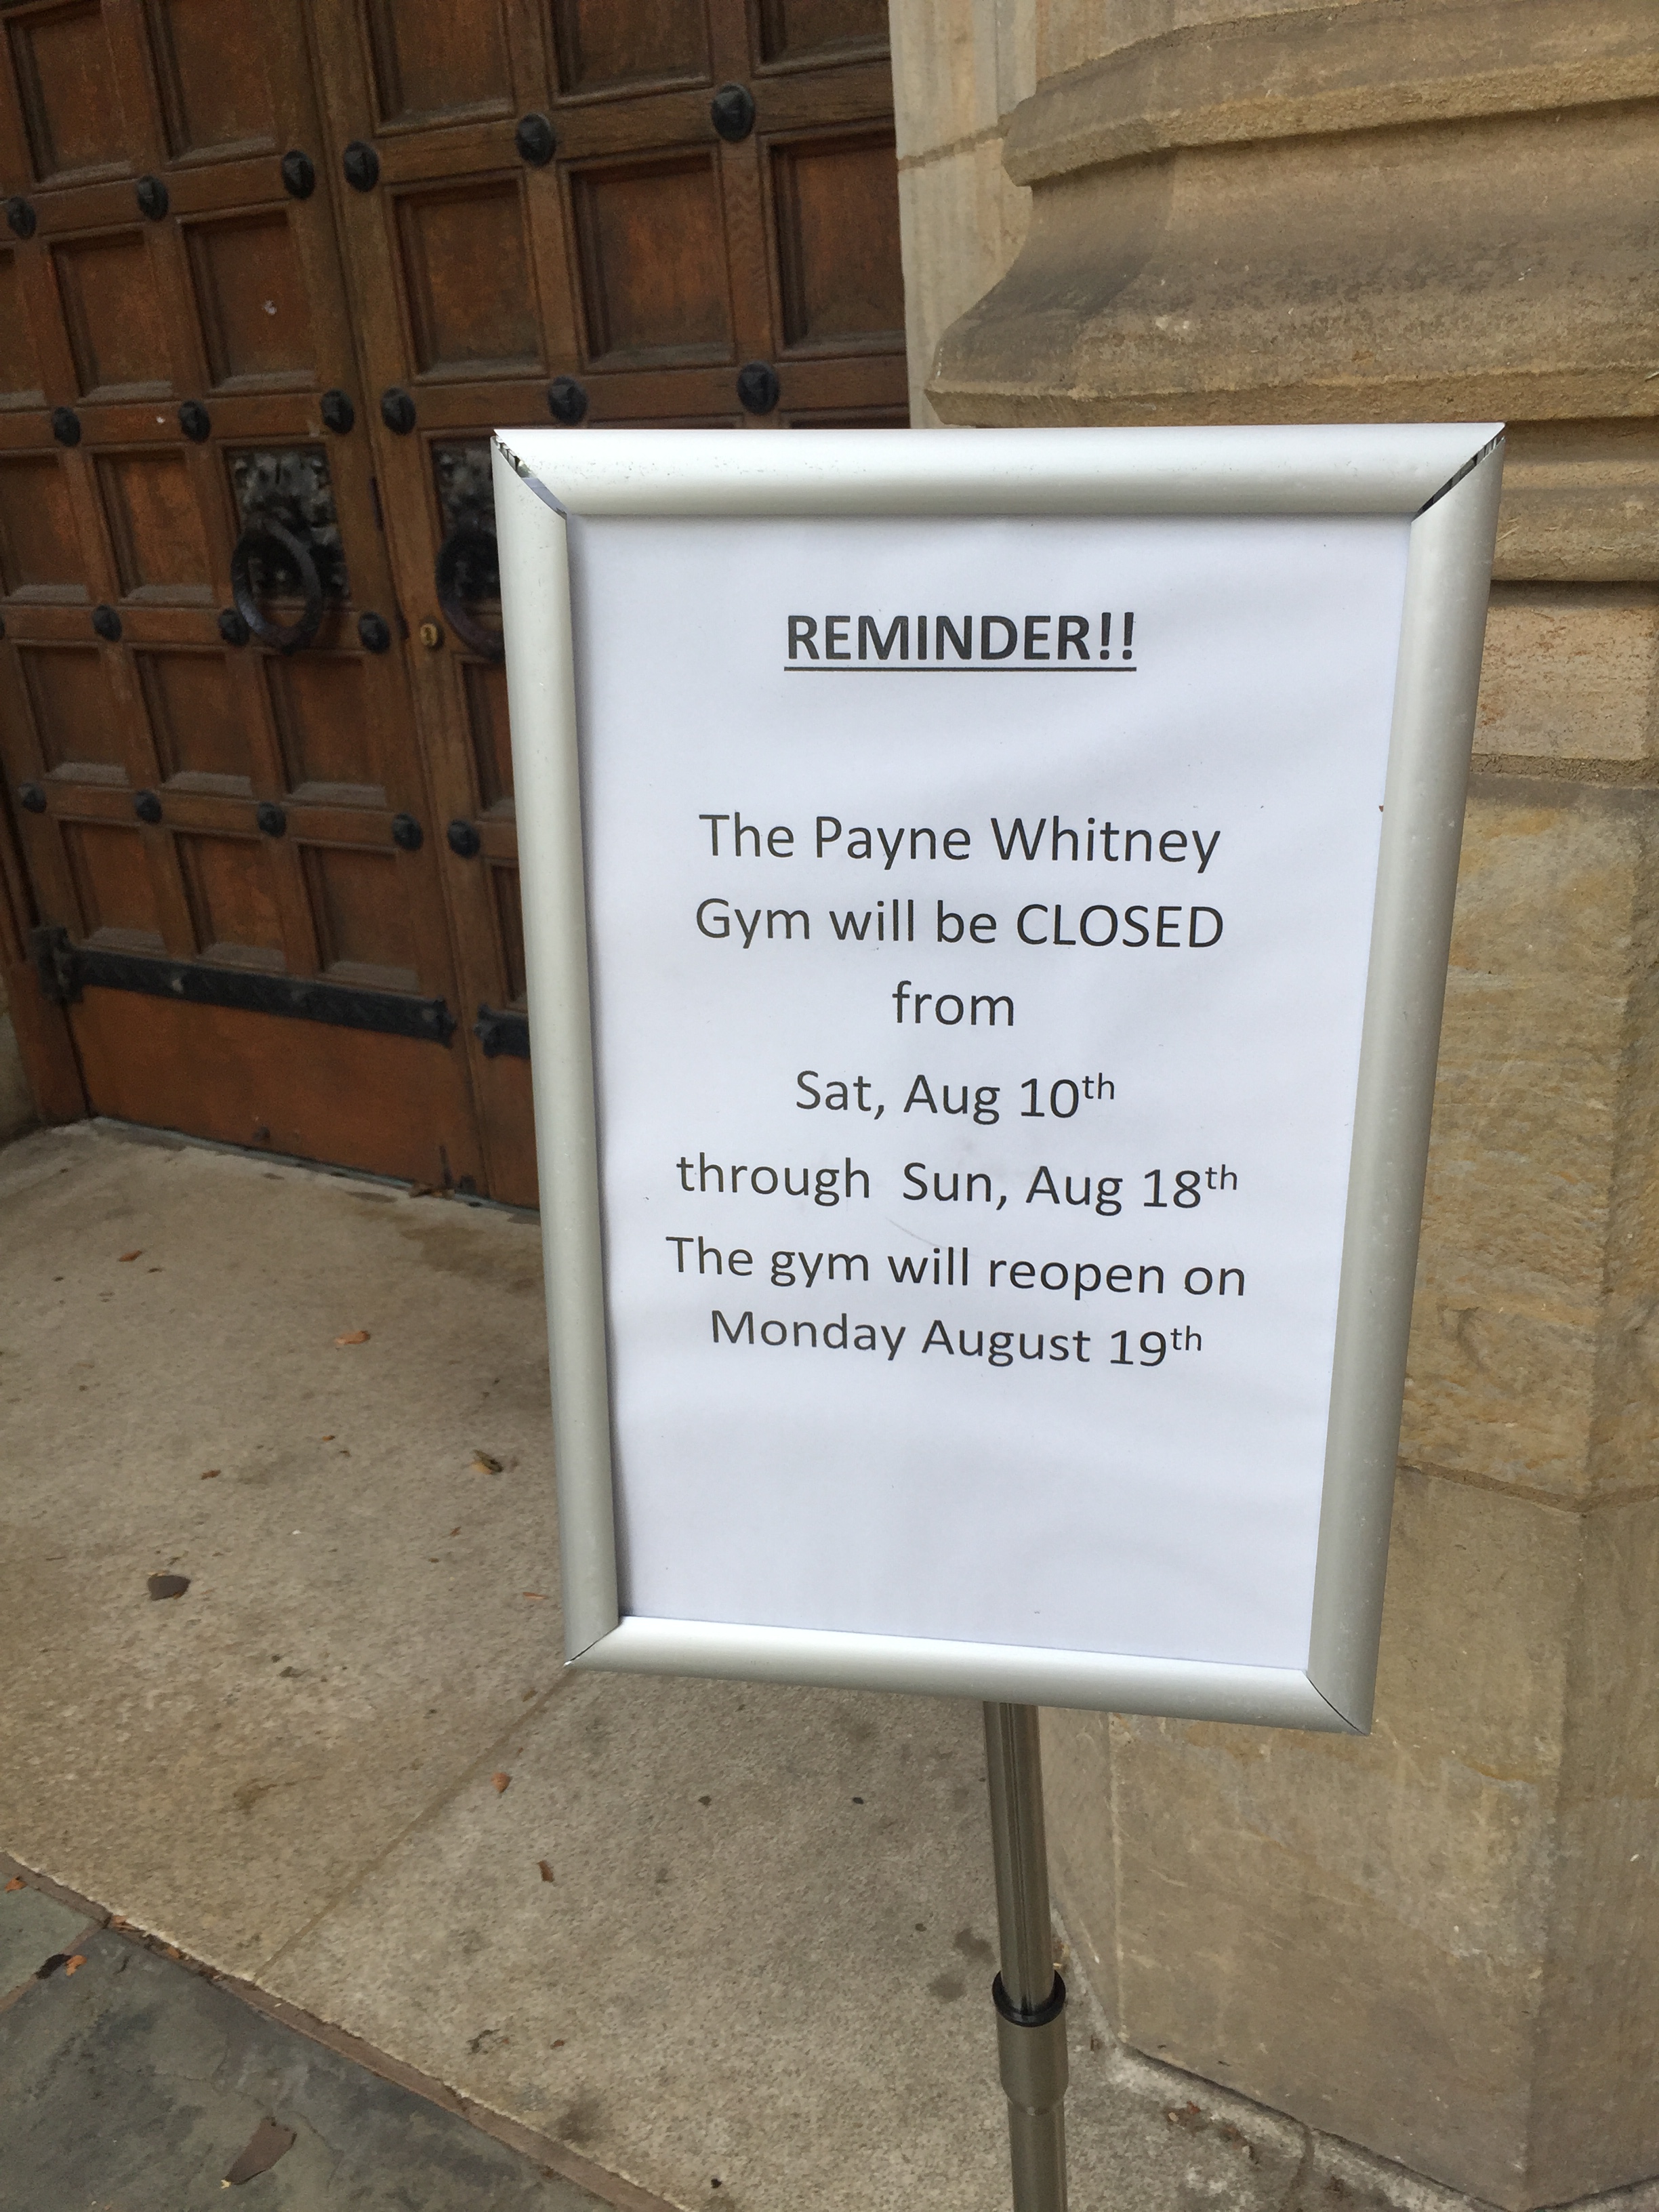 REMINDER!!
The Payne Whitney
Gym will be CLOSED
from
Sat, Aug 10th
through  Sun, Aug 18th
The gym will reopen on
Monday August 19th